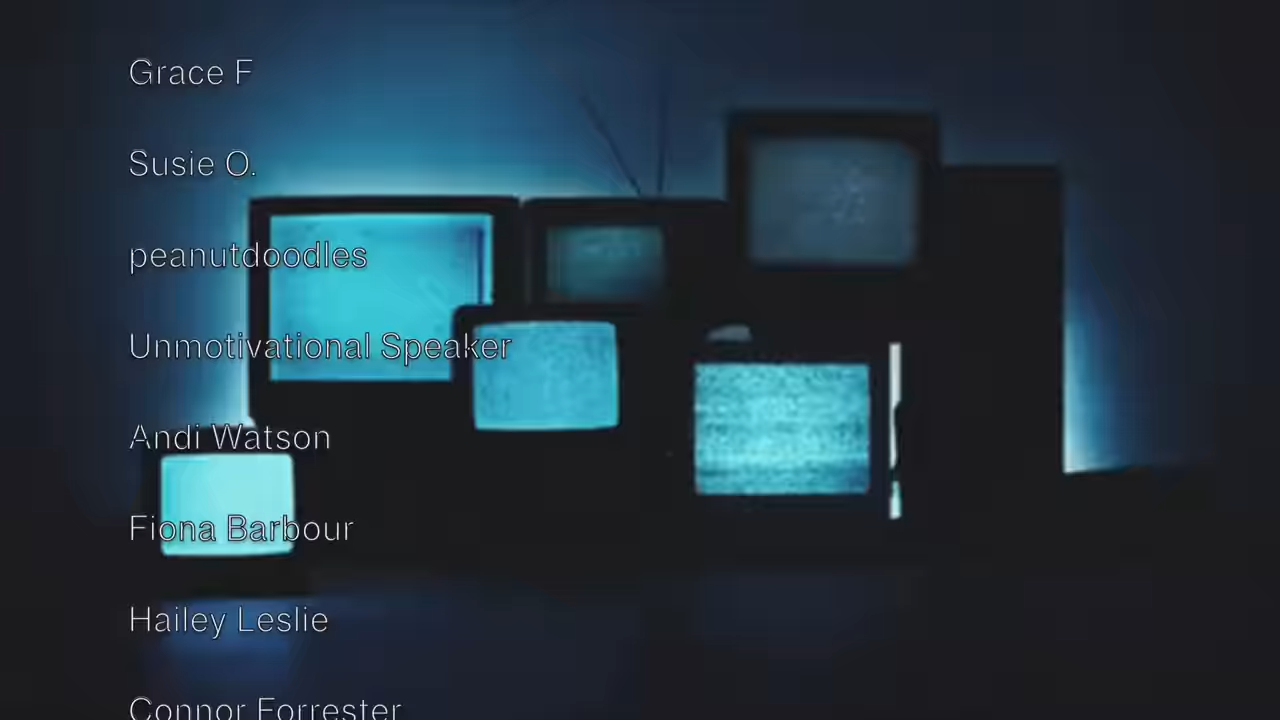 Grace F
Susie O.
peanutdoodles
Unmotivational Speaker
Andi Watson
Fiona Barbour
Hailey Leslie
Connor Forrester